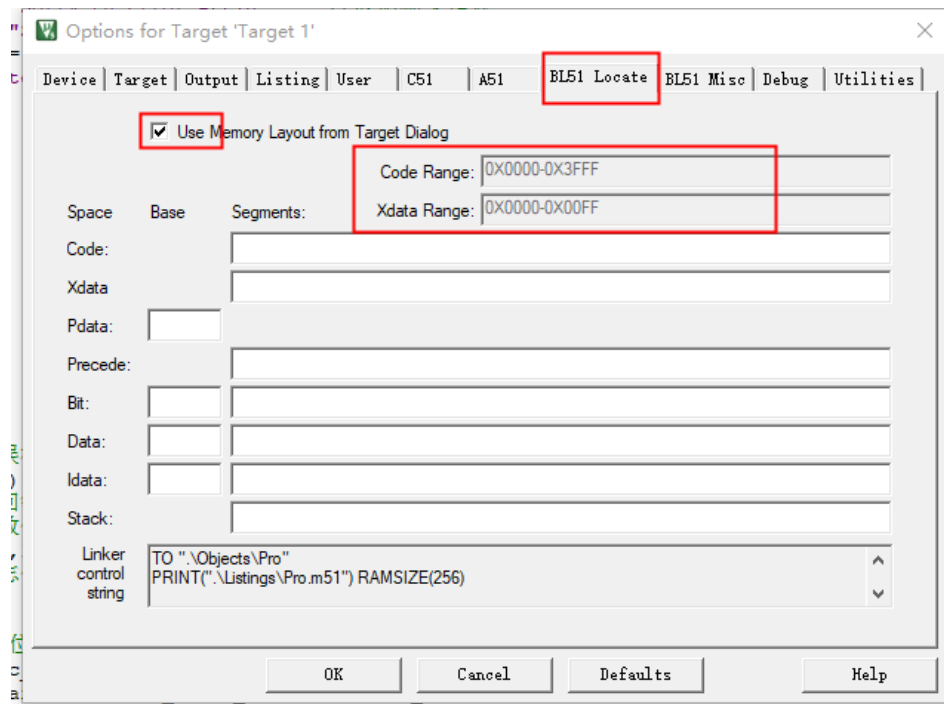 Options for Target 'Target 1'
Device Target Output Listing User C51 A51 BL51 Locate BL51 Misc Debug Utilities
Use Memory Layout from Target Dialog
Code Range: 0X0000-0X3FFF
Space Base Segments: Xdata Range: 0X0000-0X00FF
Code:
Xdata
Pdata:
Precede:
Bit:
Data:
Idata:
Stack:
Linker control string
TO ".\Objects\Pro"
PRINT(".\Listings\Pro.m51") RAMSIZE(256)
OK Cancel Defaults Help